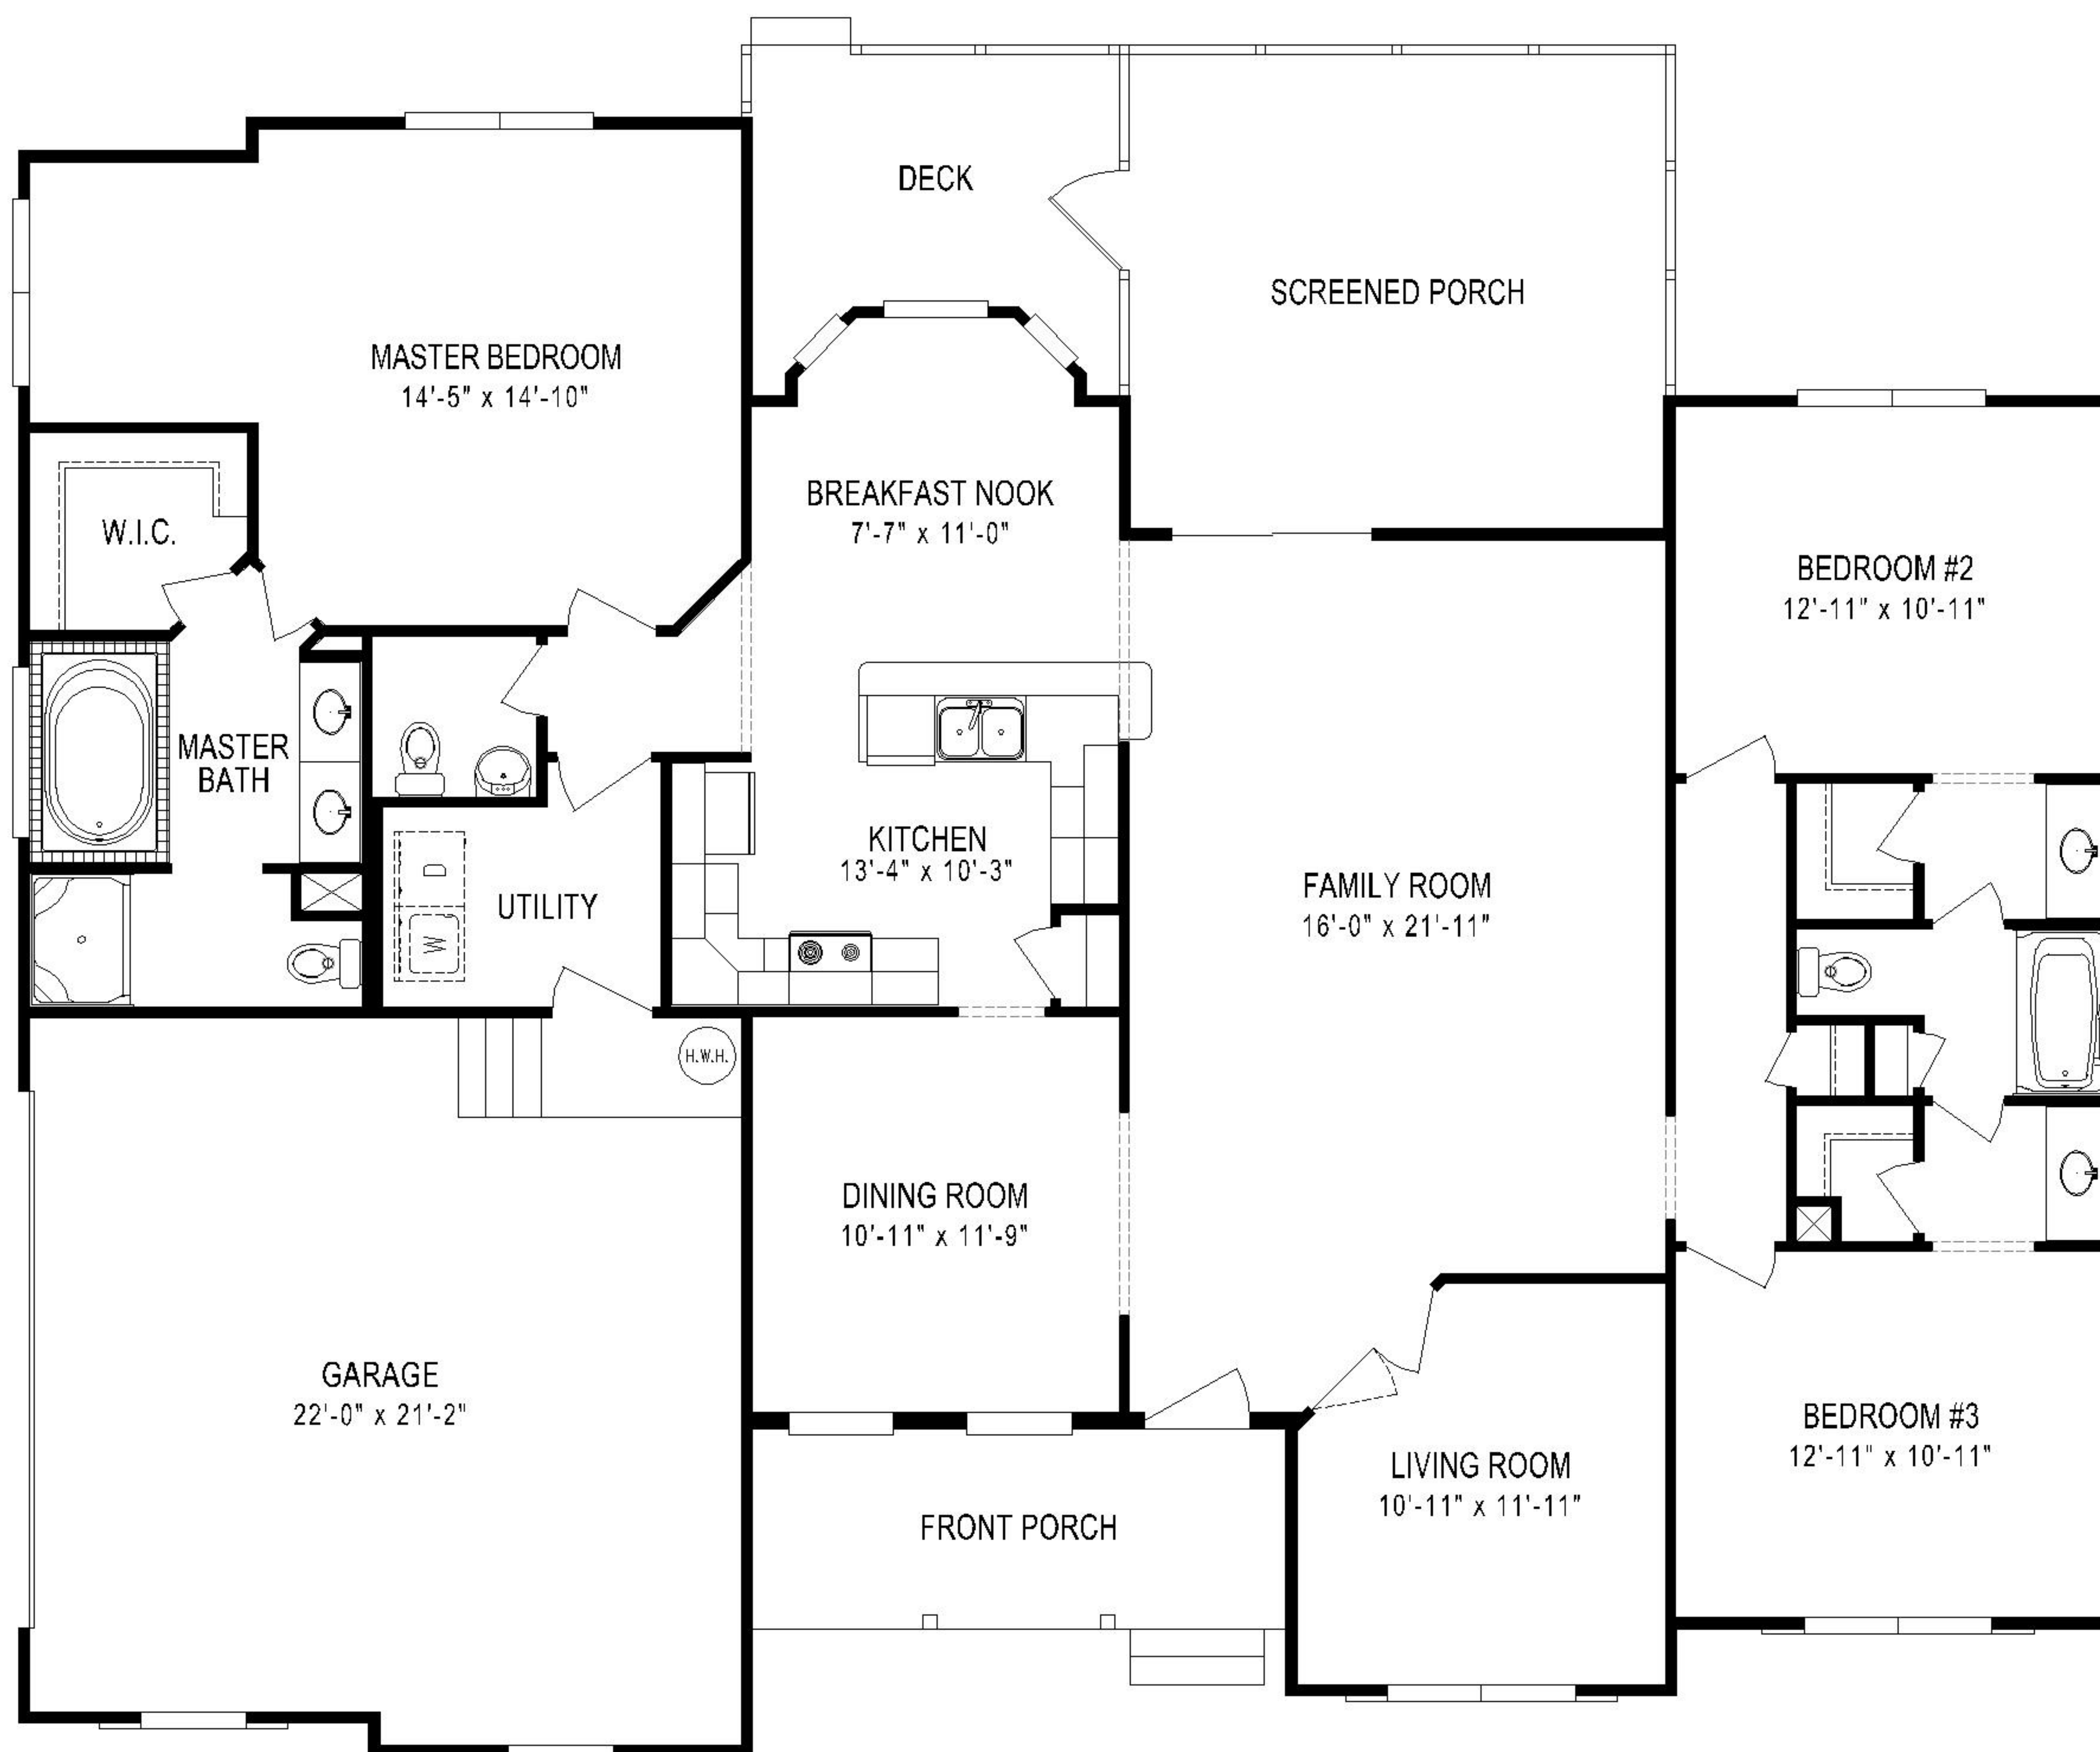 DECK
SCREENED PORCH
MASTER BEDROOM
14'-5" x 14'-10"
BREAKFAST NOOK
7'-7" x 11'-0"
W.I.C.
BEDROOM #2
12'-11" x 10'-11"
MASTER
BATH
KITCHEN
13'-4" x 10'-3"
D
UTILITY
W
FAMILY ROOM
16'-0" x 21'-11"
H.W.H.
DINING ROOM
10'-11" x 11'-9"
GARAGE
22'-0" x 21'-2"
BEDROOM #3
12'-11" x 10'-11"
LIVING ROOM
10'-11" x 11'-11"
FRONT PORCH